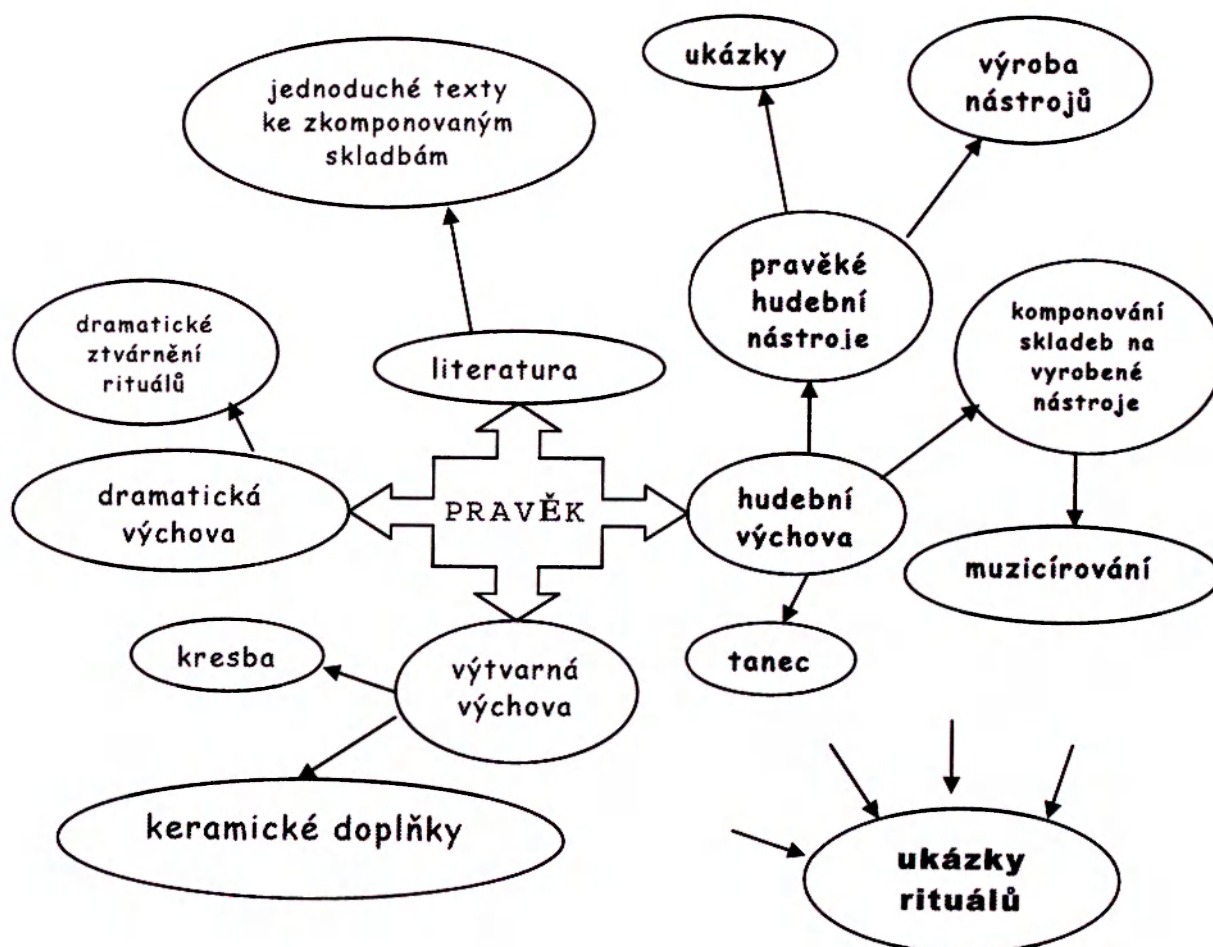 ukázky
výroba
nástrojů
jednoduché texty
ke zkomponovaným
skladbám
pravěké
hudební
nástroje
komponování
skladeb na
vyrobené
nástroje
dramatické
ztvárnění
rituálů
literatura
dramatická
výchova
PRAVĚK
hudební
výchova
muzicírování
kresba
výtvarná
výchova
tanec
keramické doplňky
ukázky
rituálů